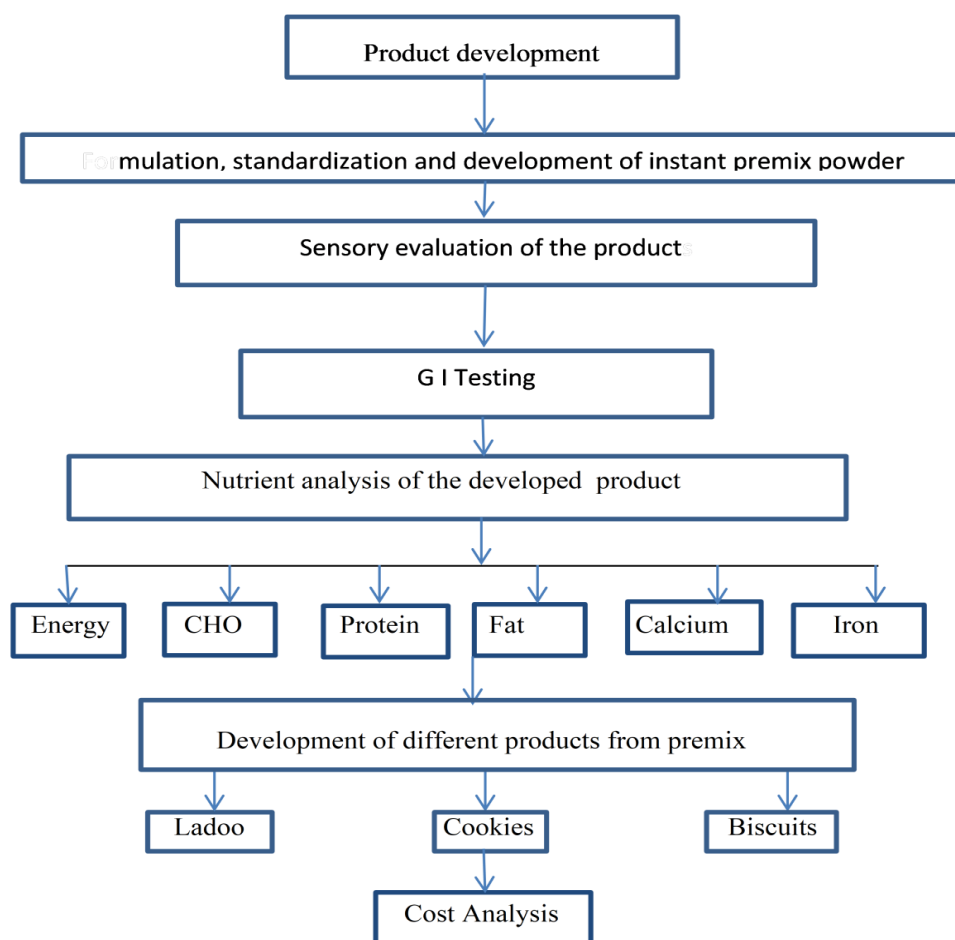 Product development
Formulation, standardization and development of instant premix powder
Sensory evaluation of the products
G I Testing
Nutrient analysis of the developed product
Energy CHO Protein Fat Calcium Iron
Development of different products from premix
Ladoo Cookies Biscuits
Cost Analysis